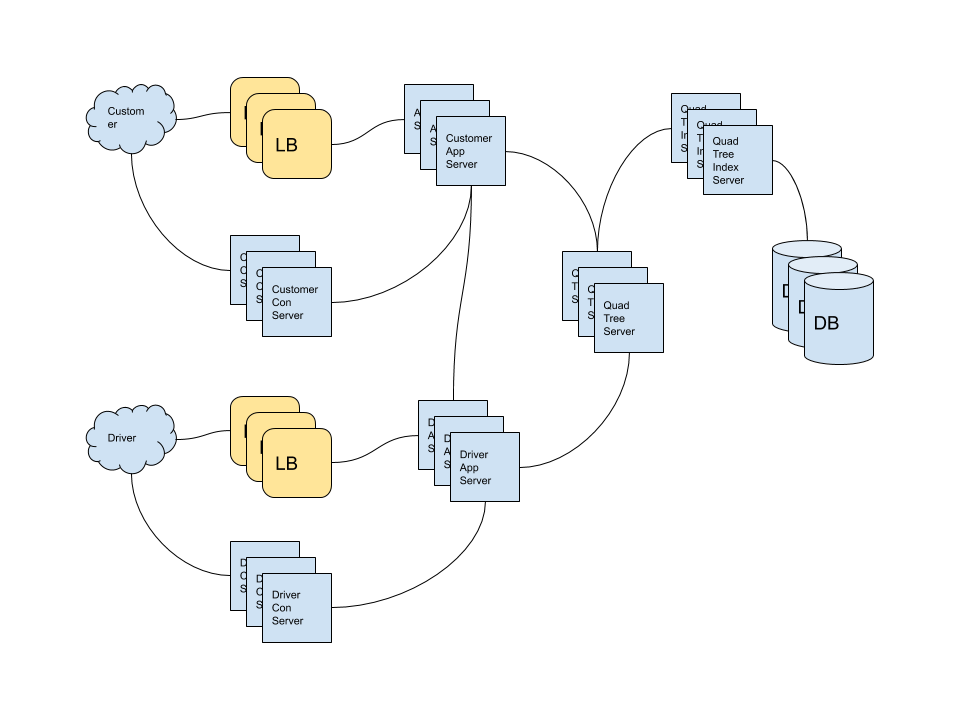 Custom
er
LB
Customer
App
Server
Quad
Tree
Index
Server
Customer
Con
Server
Quad
Tree
Server
DB
Driver
LB
Driver
App
Server
Driver
Con
Server